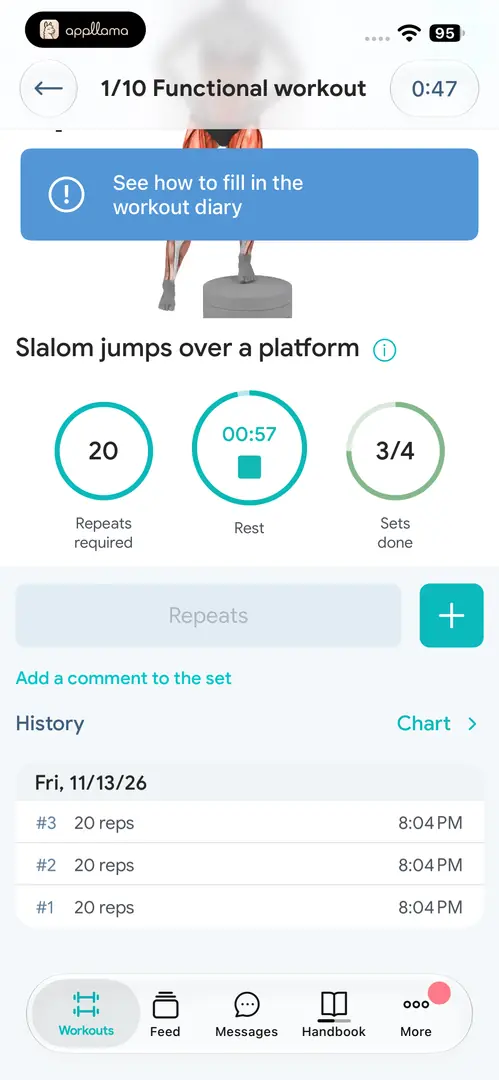 appllama
95
1/10 Functional workout
0:47
See how to fill in the
workout diary
Slalom jumps over a platform
20
00:57
3/4
Repeats
required
Rest
Sets
done
Repeats
Add a comment to the set
History
Chart
Fri, 11/13/26
#3 20 reps 8:04 PM
#2 20 reps 8:04 PM
#1 20 reps 8:04 PM
Workouts
Feed
Messages
Handbook
More